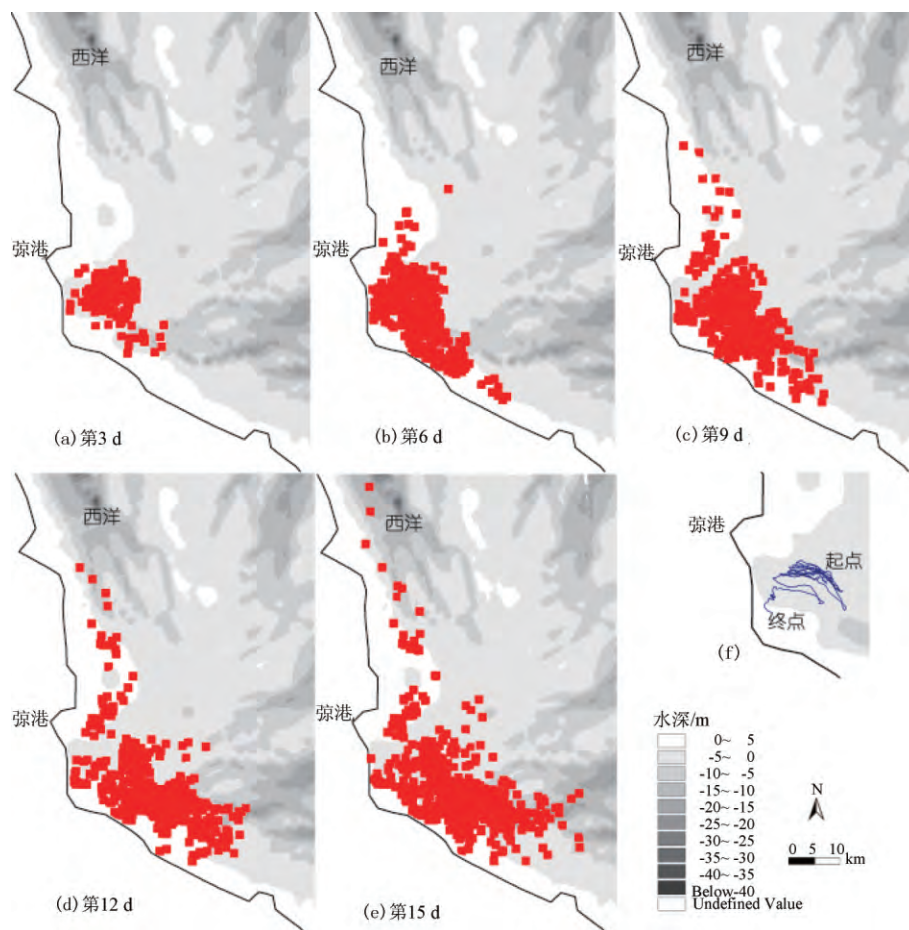 西洋
弶港
(a)第3 d
西洋
弶港
(b)第6 d
西洋
弶港
(c)第9 d
西洋
弶港
(d)第12 d
西洋
弶港
(e)第15 d
弶港
起点
终点
(f)
水深/m
0~ 5
-5~ 0
-10~ -5
-15~ -10
-20~ -15
-25~ -20
-30~ -25
-35~ -30
-40~ -35
Below-40
Undefined Value
N
0 5 10
km